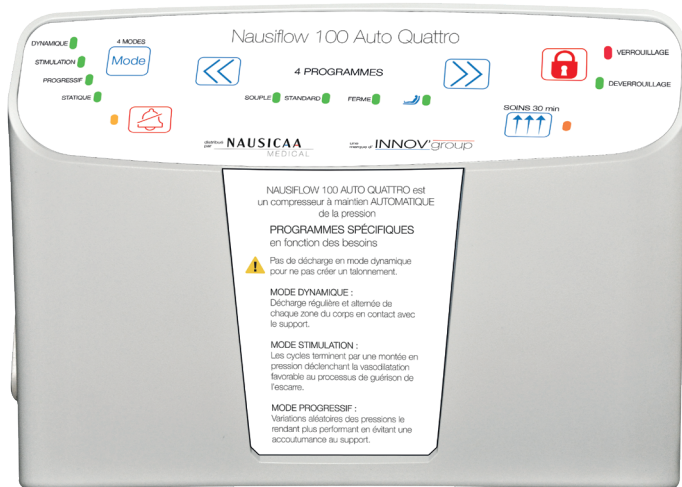 Nausiflow 100 Auto Quattro
DYNAMIQUE
STIMULATION
PROGRESSIF
STATIQUE
4 MODES
Mode
4 PROGRAMMES
SOUPLE STANDARD FERME
VERROUILLAGE
DEVERROUILLAGE
SOINS 30 min
distribué
par
NAUSICAA
MEDICAL
une
marque d'
INNOV'group
NAUSIFLOW 100 AUTO QUATTRO est
un compresseur à maintien AUTOMATIQUE
de la pression
PROGRAMMES SPÉCIFIQUES
en fonction des besoins
Pas de décharge en mode dynamique
pour ne pas créer un talonnement.
MODE DYNAMIQUE :
Décharge régulière et alternée de
chaque zone du corps en contact avec
le support.
MODE STIMULATION :
Les cycles terminent par une montée en
pression déclenchant la vasodilatation
favorable au processus de guérison de
l'escarre.
MODE PROGRESSIF :
Variations aléatoires des pressions le
rendant plus performant en évitant une
accoutumance au support.